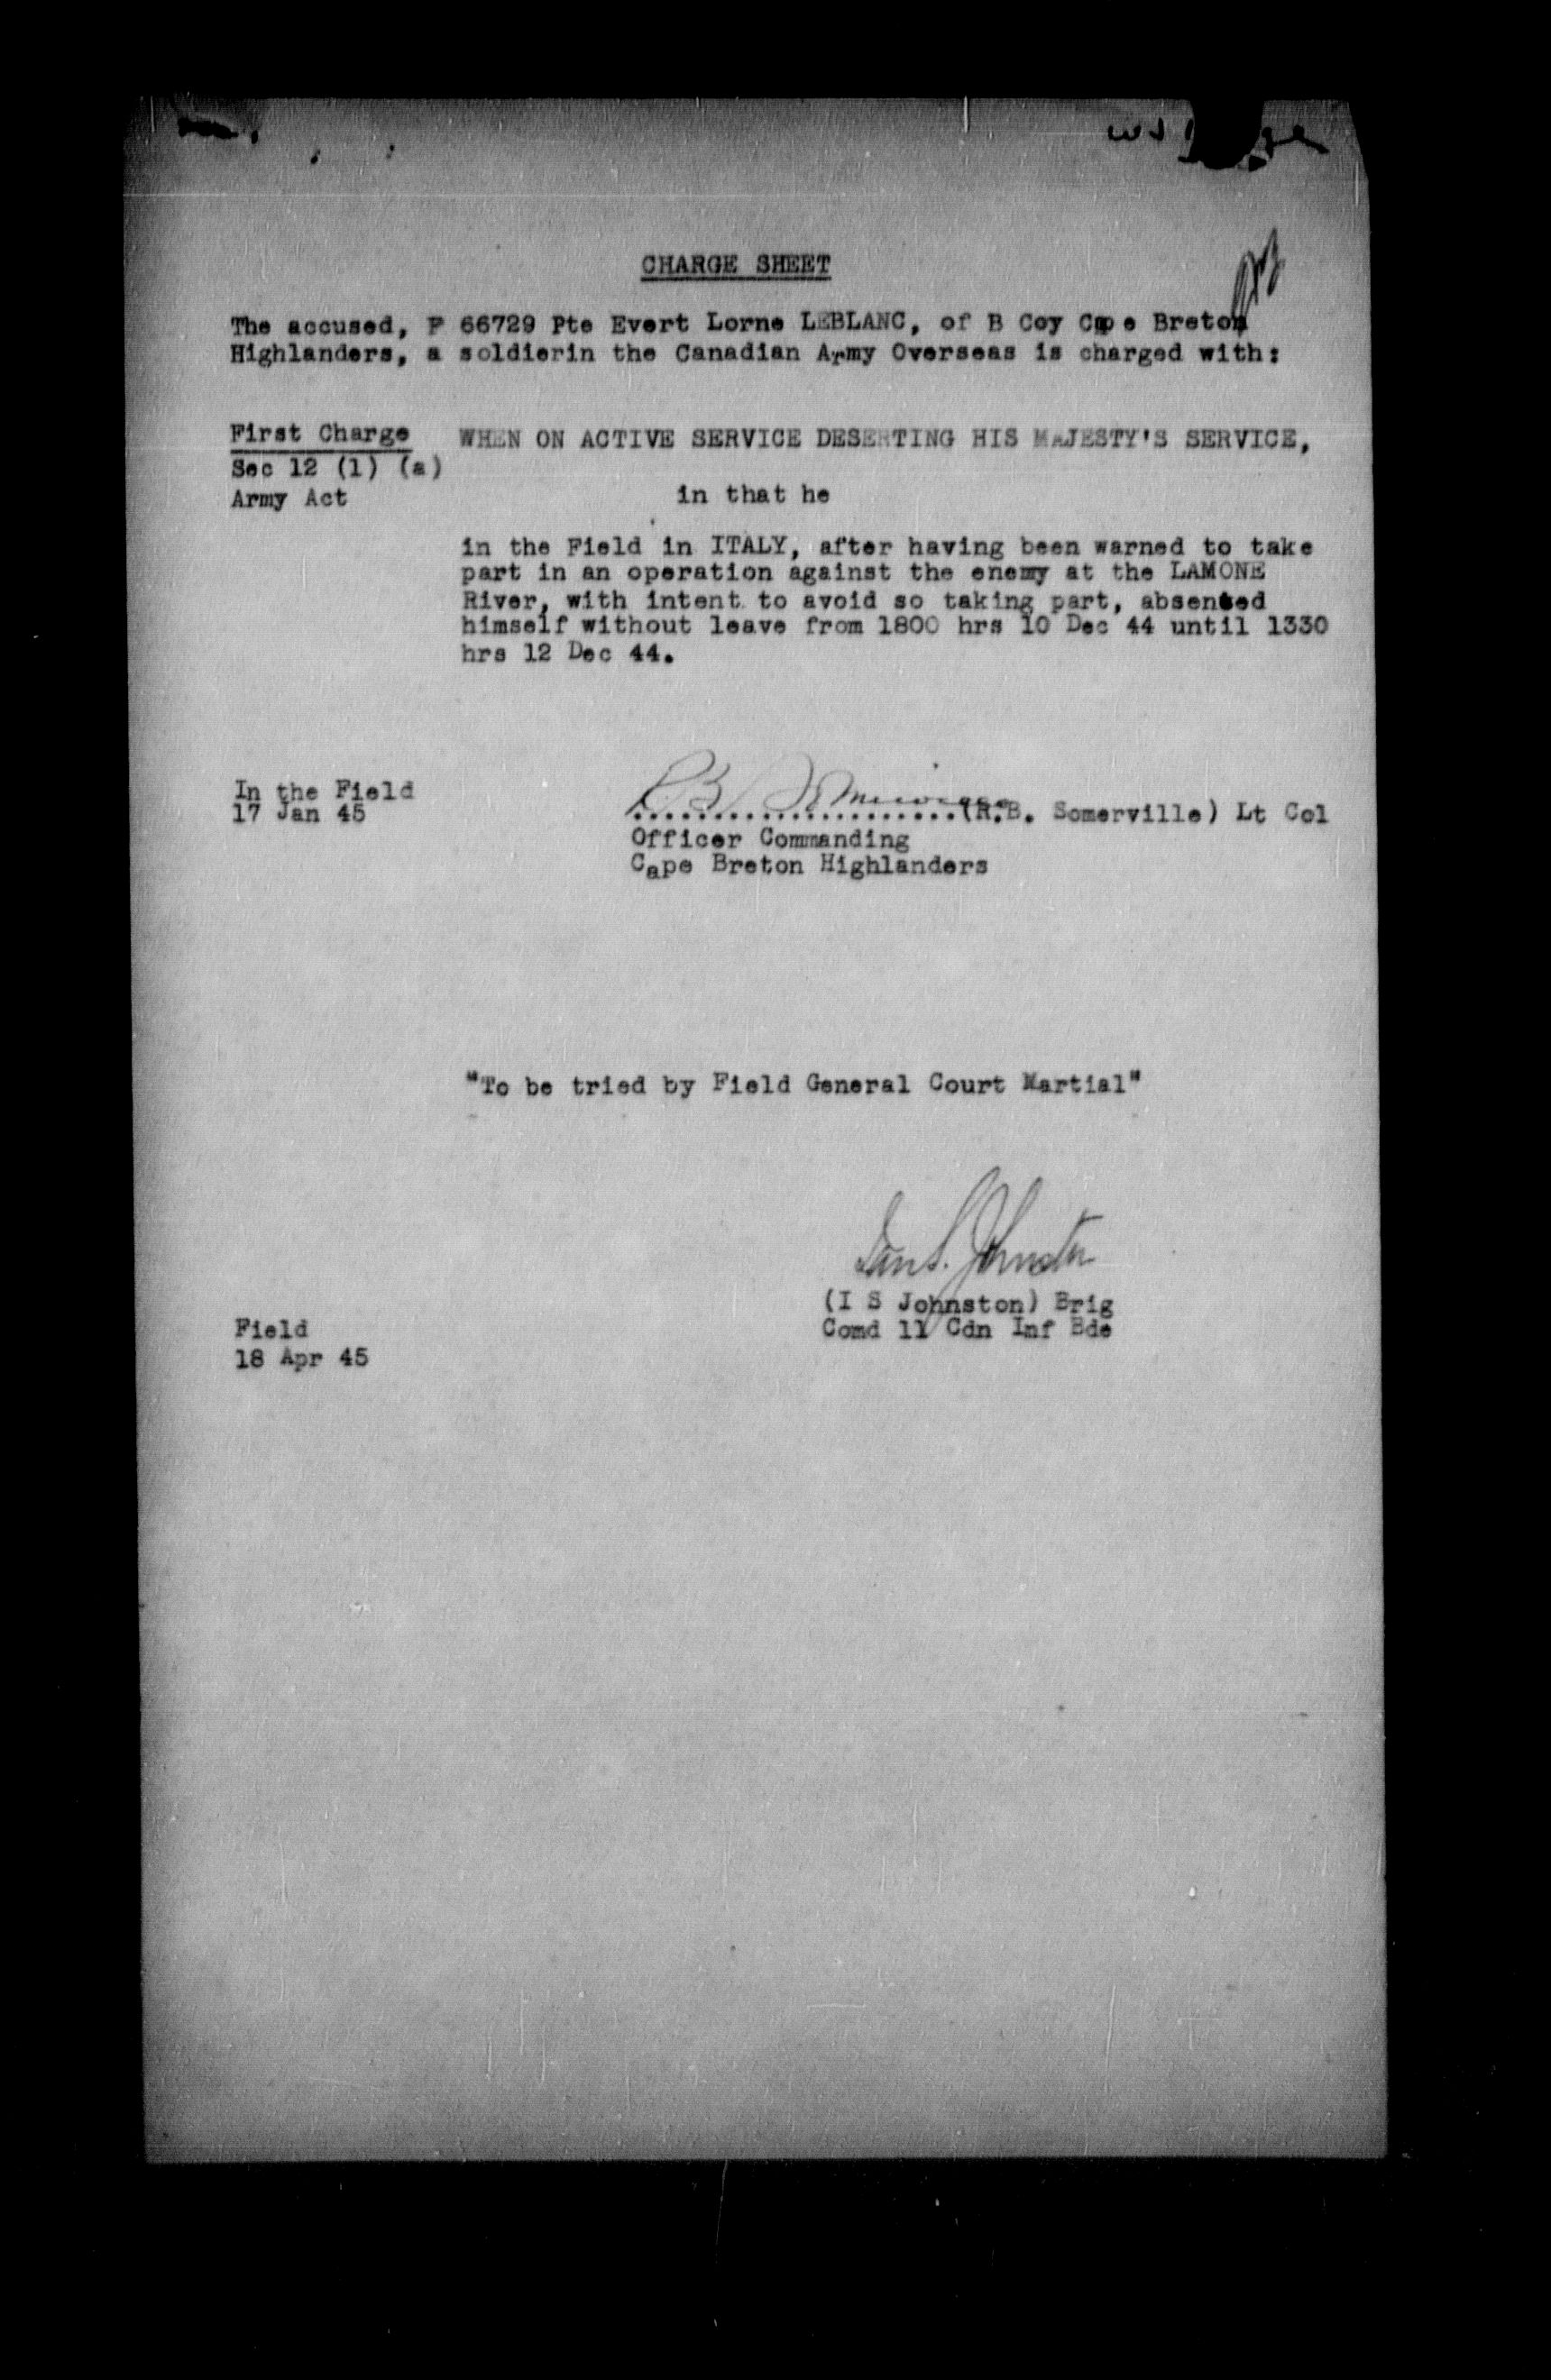 CHARGE SHEET
The accused, F 66729 Pte Evert Lorne LEBLANC, of B Coy Cape Breton
Highlanders, a soldierin the Canadian Army Overseas is charged with:
First Charge WHEN ON ACTIVE SERVICE DESERTING HIS MAJESTY'S SERVICE,
Sec 12 (1) (a)
Army Act in that he
in the Field in ITALY, after having been warned to take
part in an operation against the enemy at the LAMONE
River, with intent to avoid so taking part, absented
himself without leave from 1800 hrs 10 Dec 44 until 1330
hrs 12 Dec 44.
In the Field
17 Jan 45 ....................(R.B. Somerville) Lt Col
Officer Commanding
Cape Breton Highlanders
"To be tried by Field General Court Martial"
Ian S. Johnston
(I S Johnston) Brig
Comd 11 Cdn Inf Bde
Field
18 Apr 45